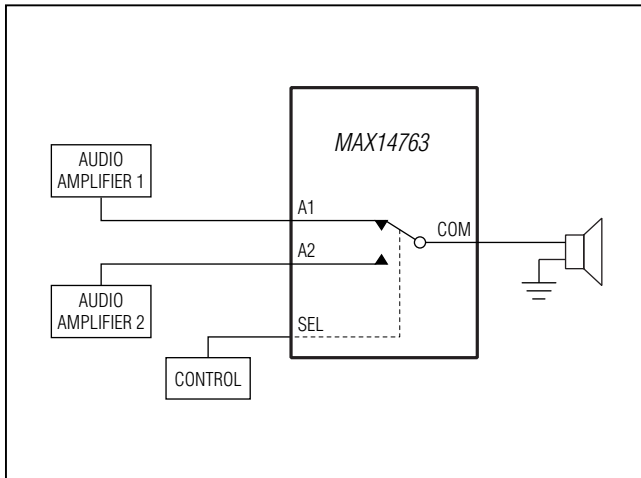 MAX14763
AUDIO
AMPLIFIER 1
A1
COM
A2
AUDIO
AMPLIFIER 2
SEL
CONTROL